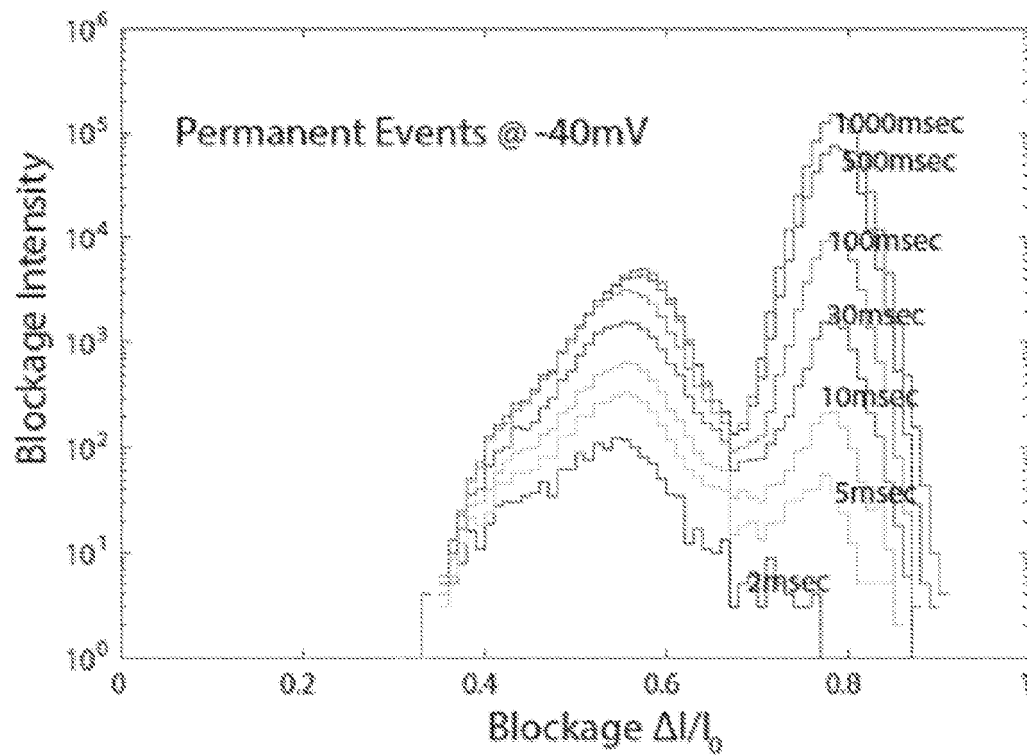 10^6
Permanent Events @ -40mV
1000msec
10^5
500msec
10^4
100msec
30msec
10^3
10msec
10^2
5msec
10^1
2msec
10^0
Blockage Intensity
0 0.2 0.4 0.6 0.8 1
Blockage ΔI/I₀